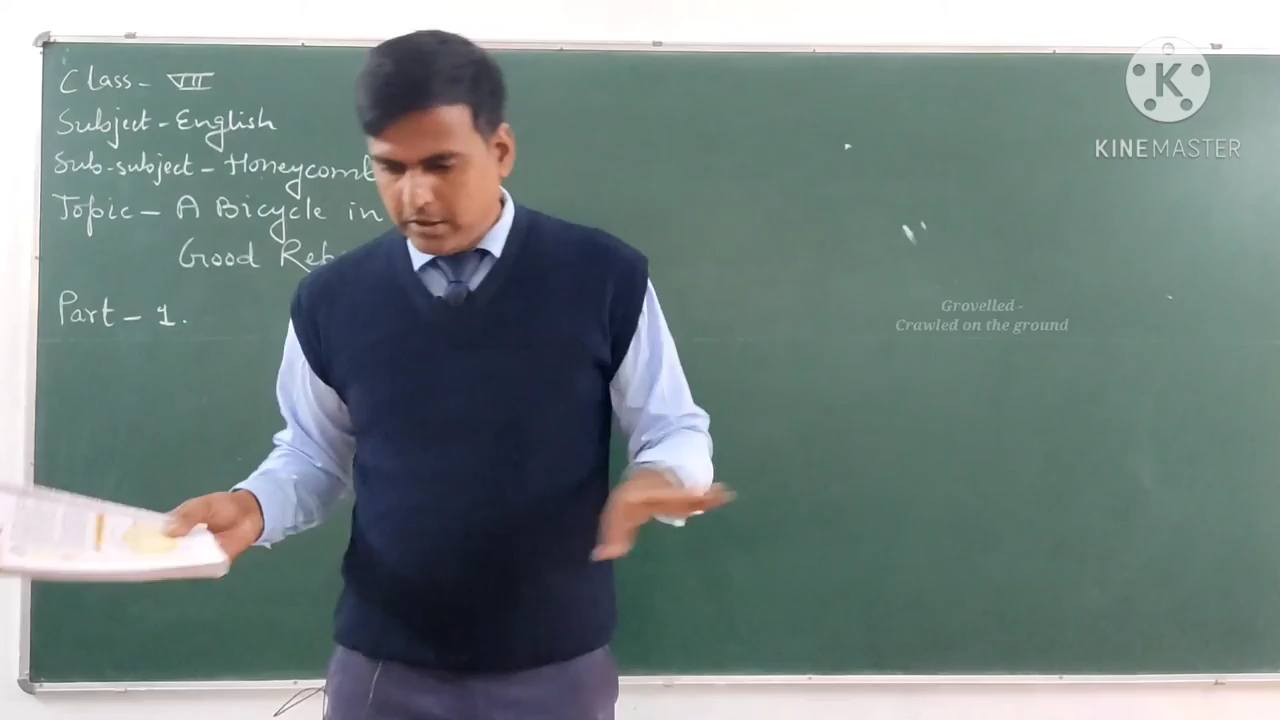 Class - VII
Subject - English
Sub-subject - Honeycomb
Topic - A Bicycle in
Good Rep
Part - 1.
K
KINEMASTER
Grovelled -
Crawled on the ground